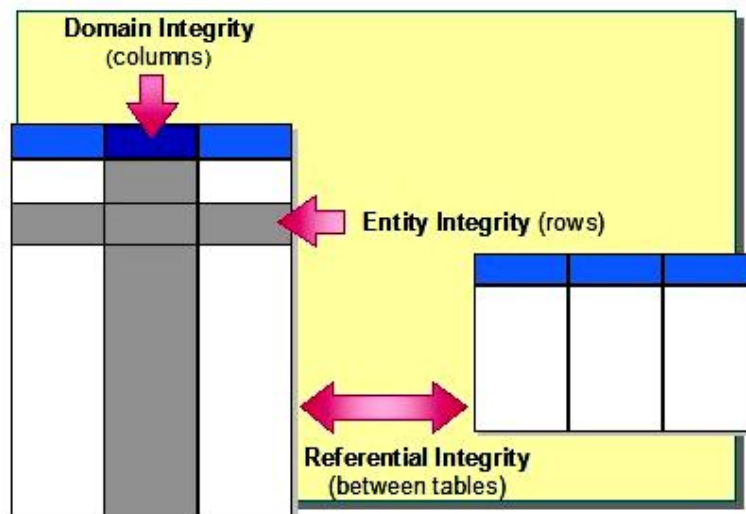 Domain Integrity
(columns)
Entity Integrity (rows)
Referential Integrity
(between tables)